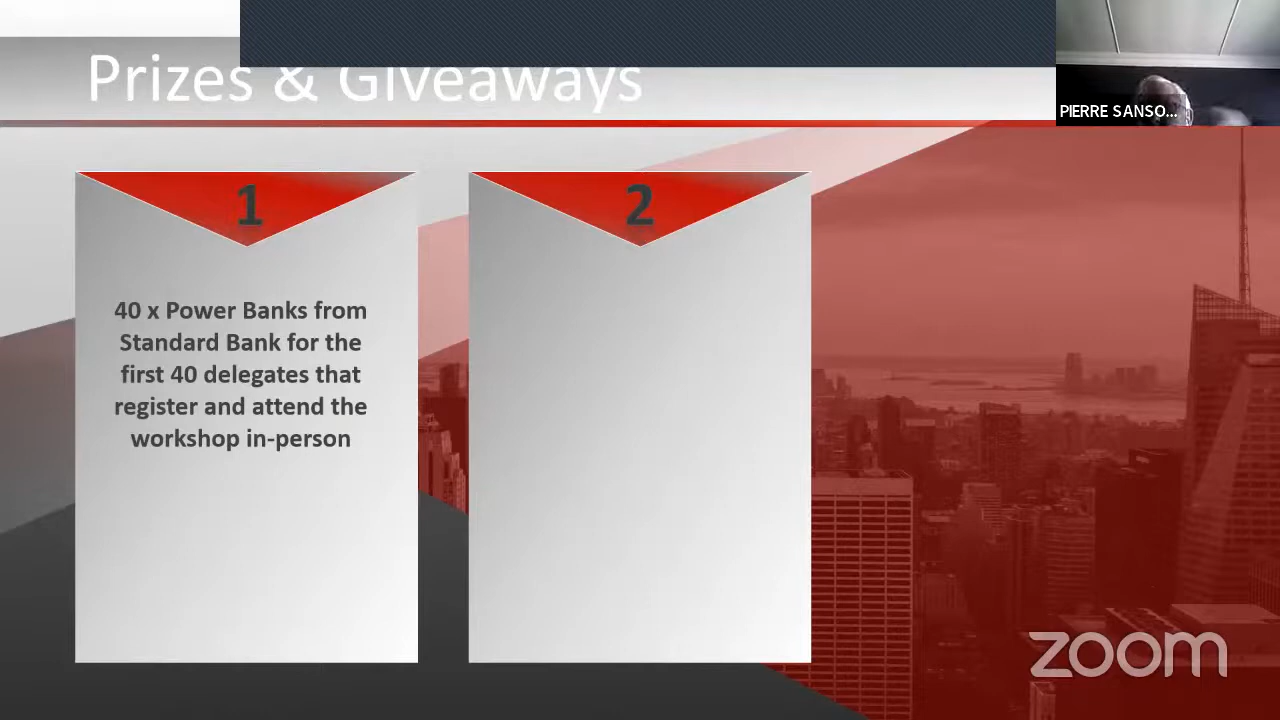 Prizes & Giveaways
PIERRE SANSO...
1
40 x Power Banks from
Standard Bank for the
first 40 delegates that
register and attend the
workshop in-person
2
zoom